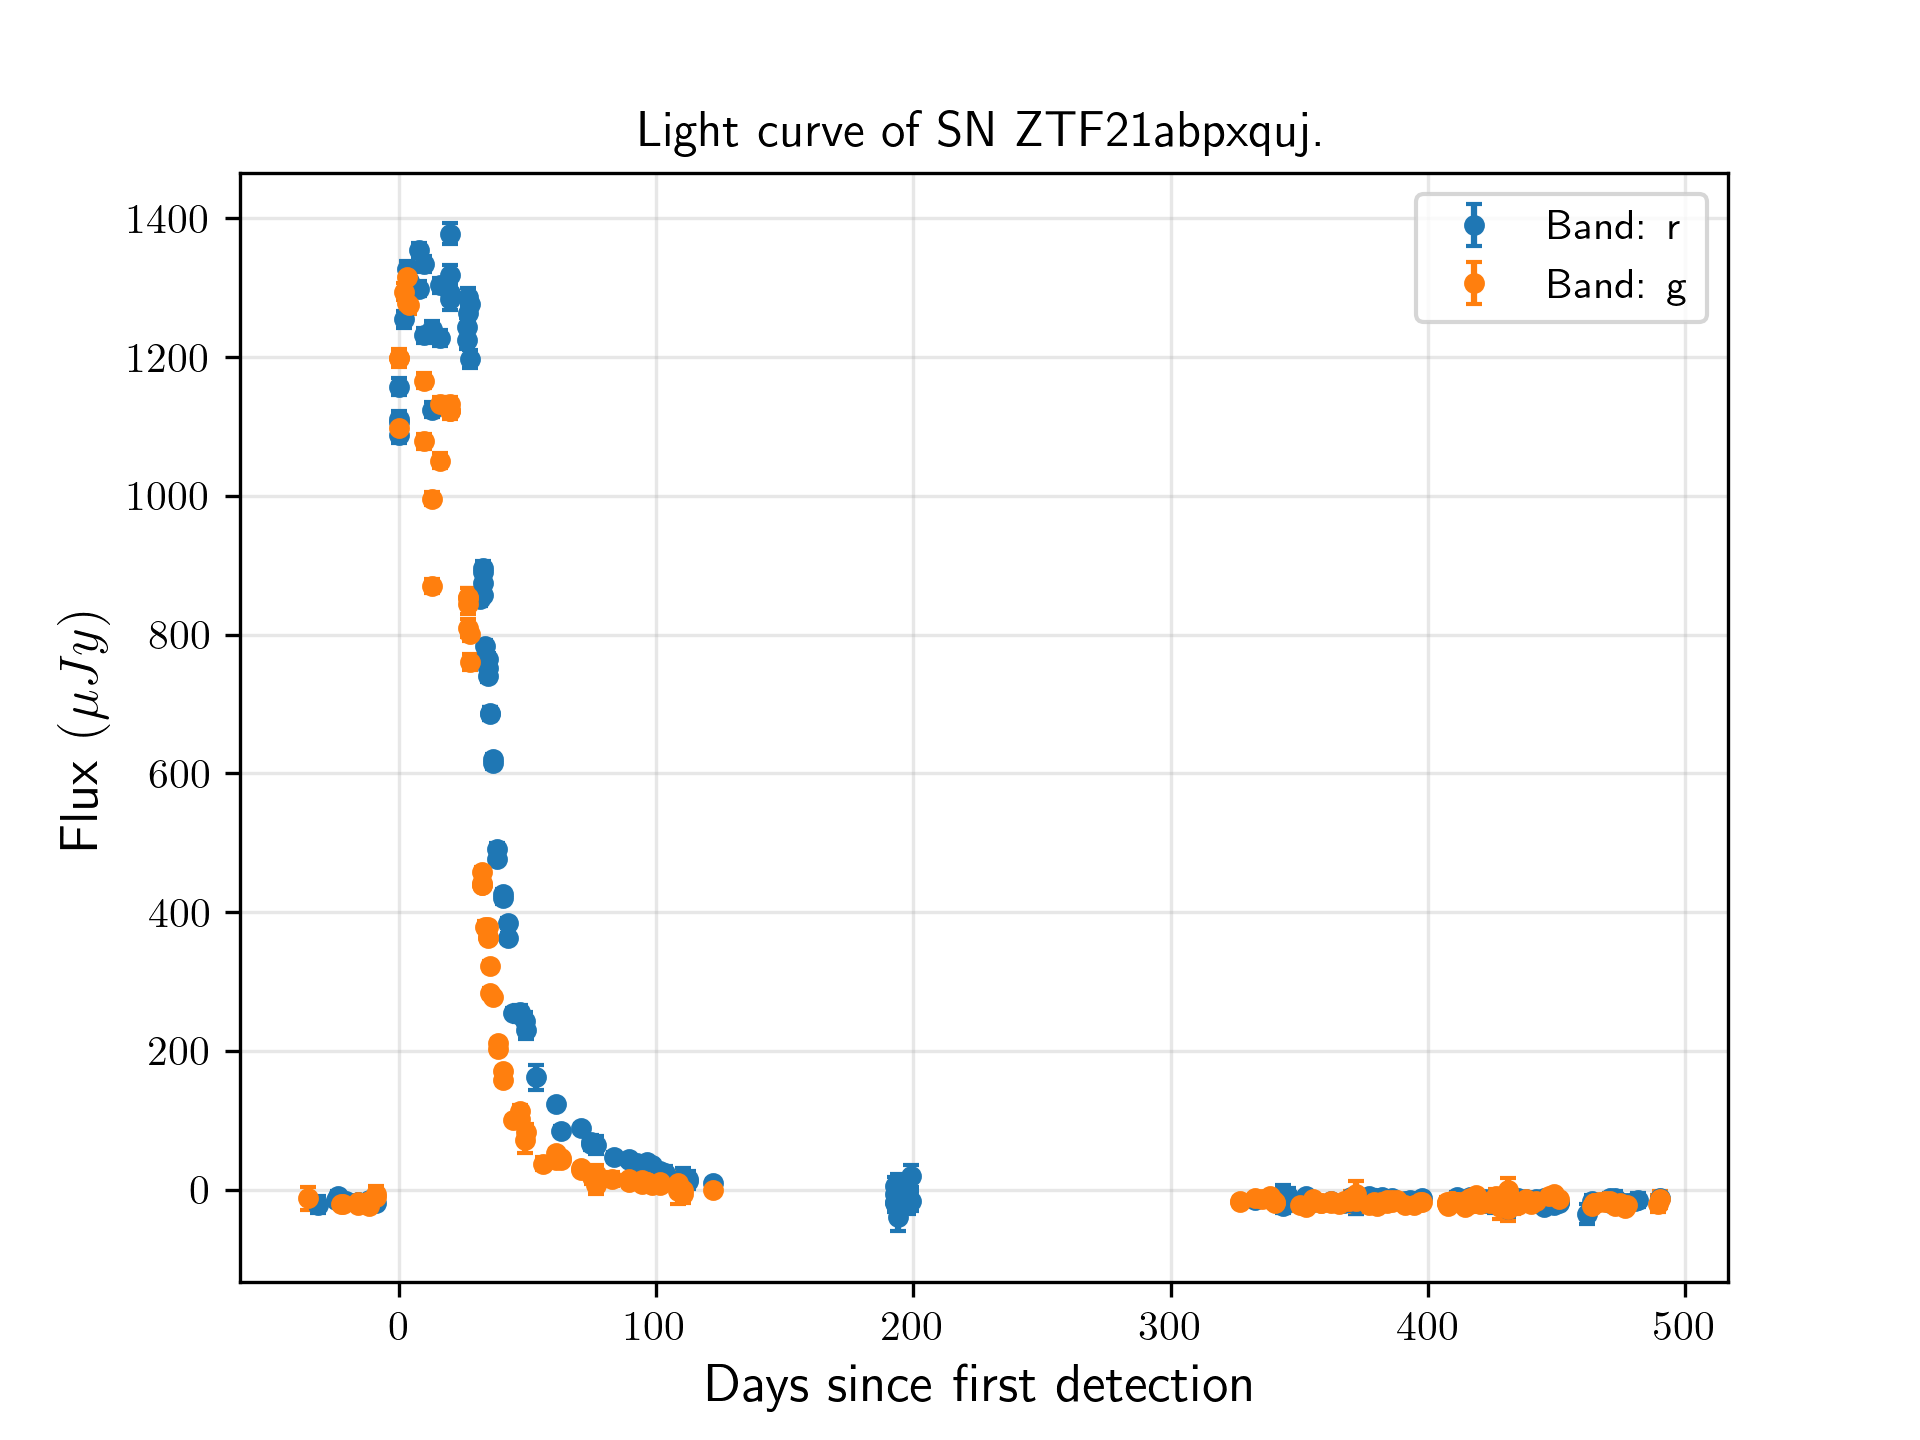 Light curve of SN ZTF21abpxquj.
Band: r
Band: g
1400
1200
1000
800
600
400
200
0
Flux (μJy)
0 100 200 300 400 500
Days since first detection